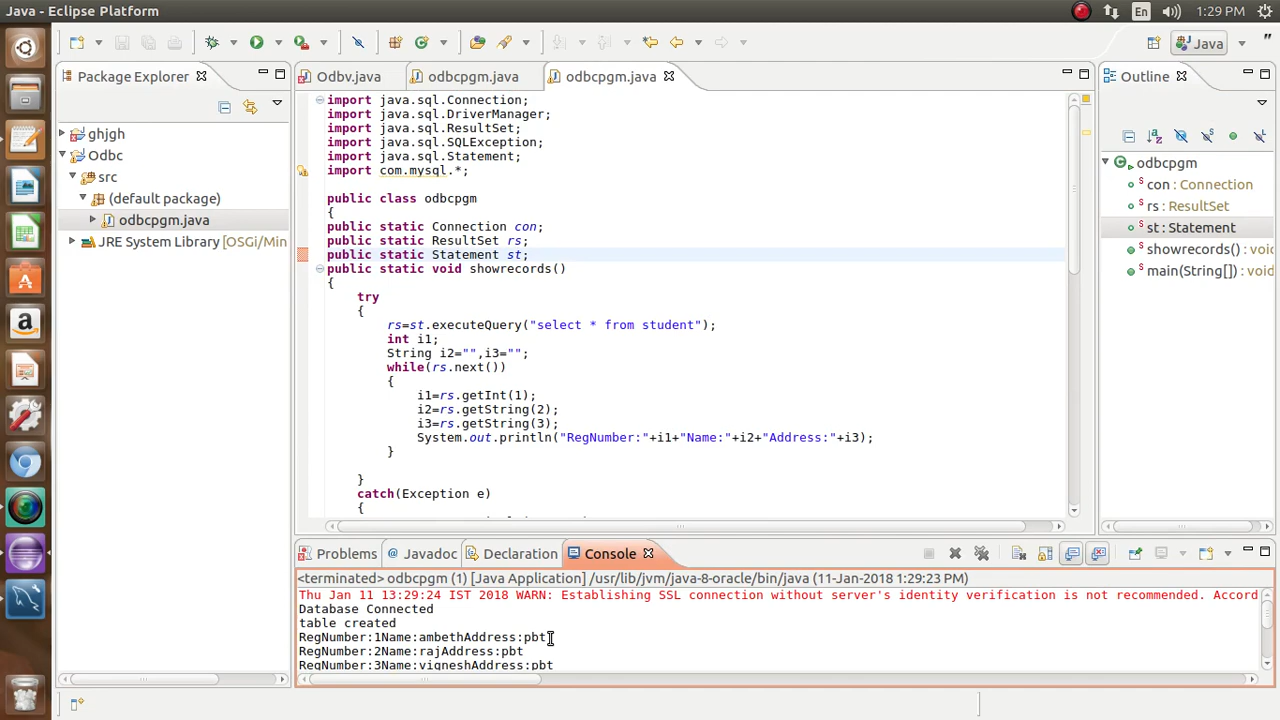 Java - Eclipse Platform
En
1:29 PM
Java
Package Explorer
ghjgh
Odbc
src
(default package)
odbcpgm.java
JRE System Library [OSGi/Min
Odbv.java
odbcpgm.java
odbcpgm.java
import java.sql.Connection;
import java.sql.DriverManager;
import java.sql.ResultSet;
import java.sql.SQLException;
import java.sql.Statement;
import com.mysql.*;
public class odbcpgm
{
public static Connection con;
public static ResultSet rs;
public static Statement st;
public static void showrecords()
{
try
{
rs=st.executeQuery("select * from student");
int i1;
String i2="",i3="";
while(rs.next())
{
i1=rs.getInt(1);
i2=rs.getString(2);
i3=rs.getString(3);
System.out.println("RegNumber:"+i1+"Name:"+i2+"Address:"+i3);
}
}
catch(Exception e)
{
Outline
odbcpgm
con : Connection
rs : ResultSet
st : Statement
showrecords() : voic
main(String[]) : void
Problems
Javadoc
Declaration
Console
<terminated> odbcpgm (1) [Java Application] /usr/lib/jvm/java-8-oracle/bin/java (11-Jan-2018 1:29:23 PM)
Thu Jan 11 13:29:24 IST 2018 WARN: Establishing SSL connection without server's identity verification is not recommended. Accord
Database Connected
table created
RegNumber:1Name:ambethAddress:pbt
RegNumber:2Name:rajAddress:pbt
RegNumber:3Name:vigneshAddress:pbt